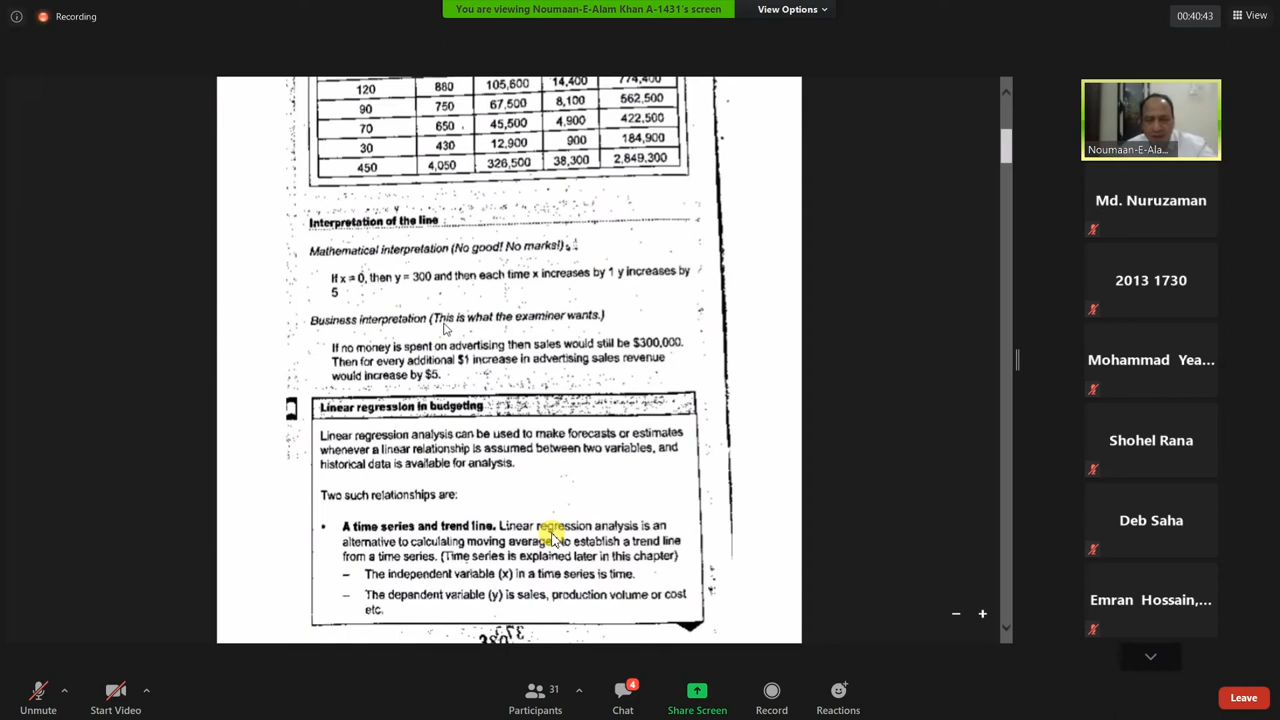 Recording
You are viewing Noumaan-E-Alam Khan A-1431's screen
View Options
00:40:43
View
120 880 105,600 14,400 774,400
90 750 67,500 8,100 562,500
70 650 45,500 4,900 422,500
30 430 12,900 900 184,900
450 4,050 326,500 38,300 2,849,300
Interpretation of the line
Mathematical interpretation (No good! No marks!)
If x = 0, then y = 300 and then each time x increases by 1 y increases by
5
Business interpretation (This is what the examiner wants.)
If no money is spent on advertising then sales would still be $300,000.
Then for every additional $1 increase in advertising sales revenue
would increase by $5.
Linear regression in budgeting
Linear regression analysis can be used to make forecasts or estimates
whenever a linear relationship is assumed between two variables, and
historical data is available for analysis.
Two such relationships are:
• A time series and trend line. Linear regression analysis is an
alternative to calculating moving averages to establish a trend line
from a time series. (Time series is explained later in this chapter)
– The independent variable (x) in a time series is time.
– The dependent variable (y) is sales, production volume or cost
etc.
Noumaan-E-Ala...
Md. Nuruzaman
2013 1730
Mohammad Yea...
Shohel Rana
Deb Saha
Emran Hossain,...
Unmute
Start Video
31
Participants
4
Chat
Share Screen
Record
Reactions
Leave